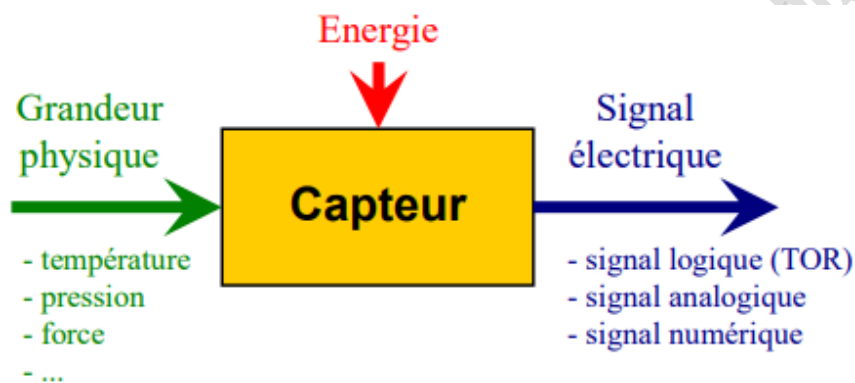 Energie
Grandeur
physique
Capteur
Signal
électrique
- température
- pression
- force
- ...
- signal logique (TOR)
- signal analogique
- signal numérique